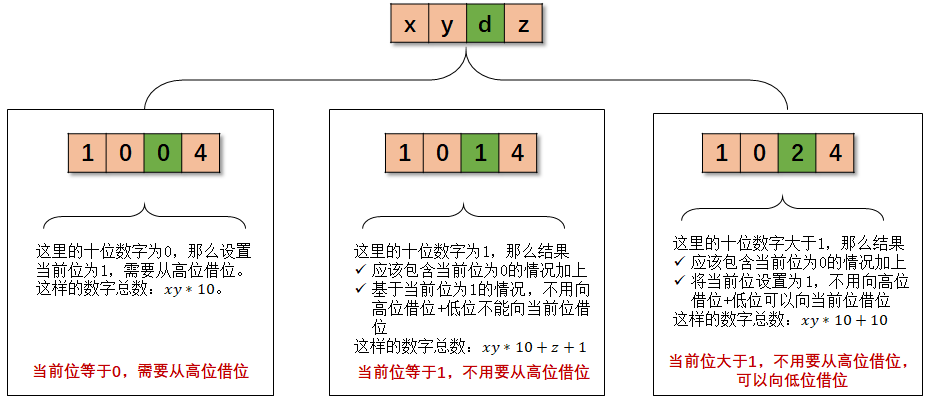 x y d z
1 0 0 4
这里的十位数字为0，那么设置
当前位为1，需要从高位借位。
这样的数字总数：xy * 10。
当前位等于0，需要从高位借位
1 0 1 4
这里的十位数字为1，那么结果
✓ 应该包含当前位为0的情况加上
✓ 基于当前位为1的情况，不用向
高位借位+低位不能向当前位借
位
这样的数字总数：xy * 10 + z + 1
当前位等于1，不用要从高位借位
1 0 2 4
这里的十位数字大于1，那么结果
✓ 应该包含当前位为0的情况加上
✓ 将当前位设置为1，不用向高位
借位+低位可以向当前位借位
这样的数字总数：xy * 10 + 10
当前位大于1，不用要从高位借位，
可以向低位借位